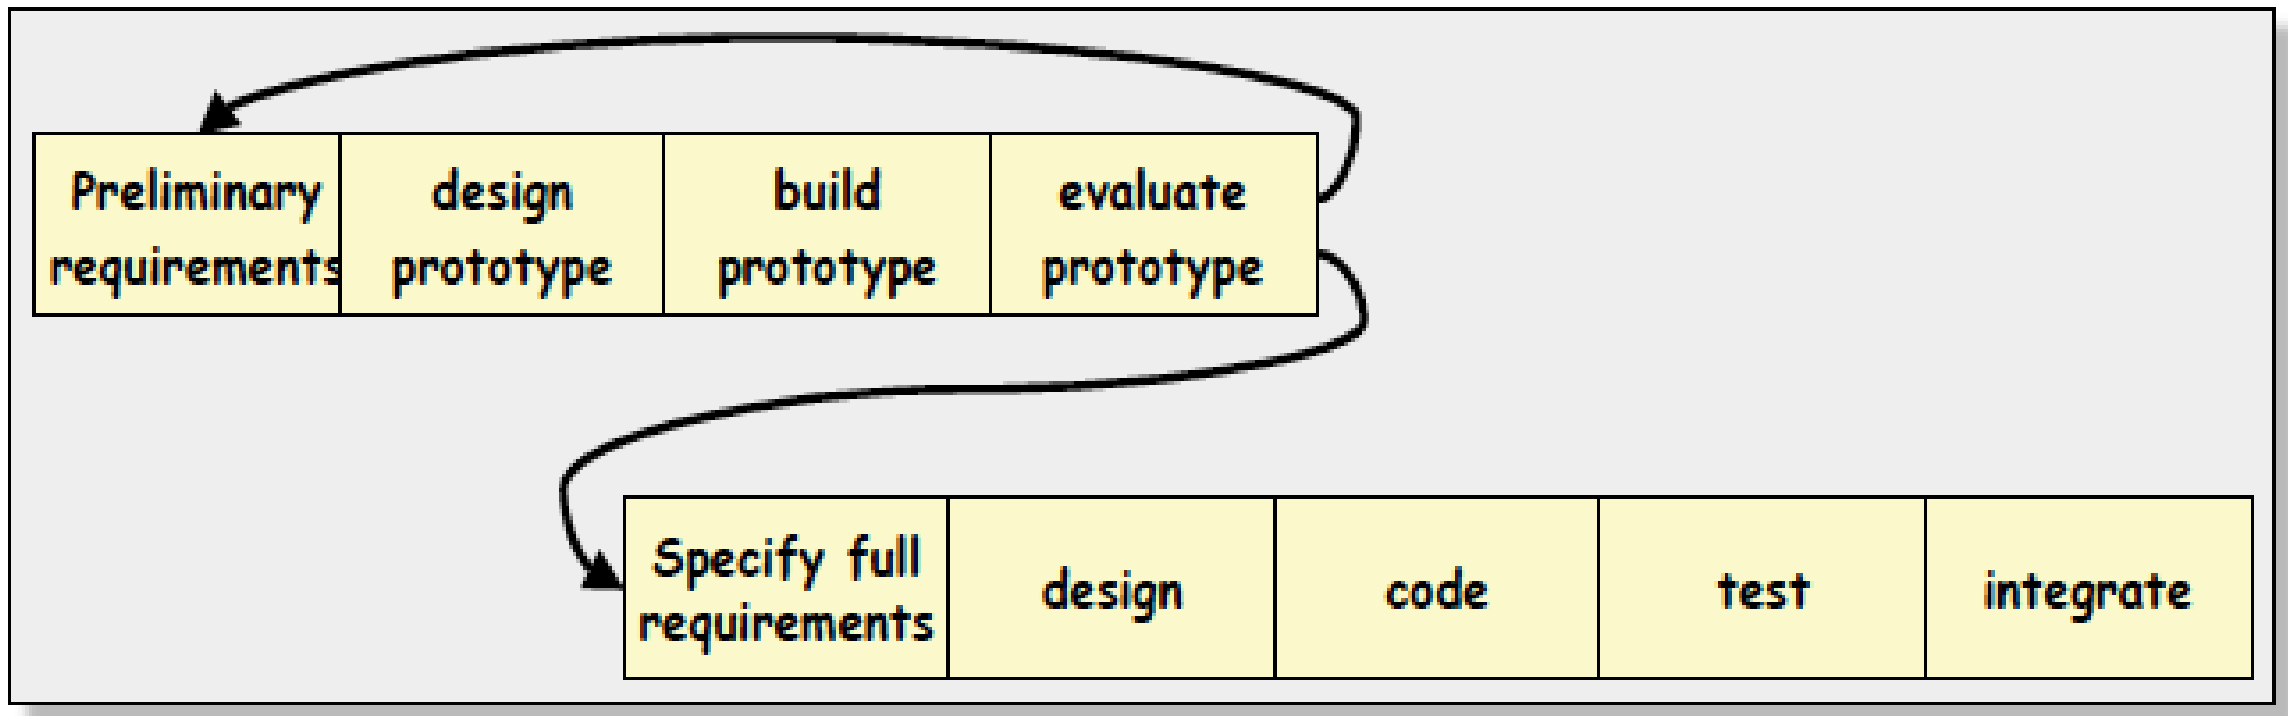 Preliminary
requirements
design
prototype
build
prototype
evaluate
prototype
Specify full
requirements
design
code
test
integrate